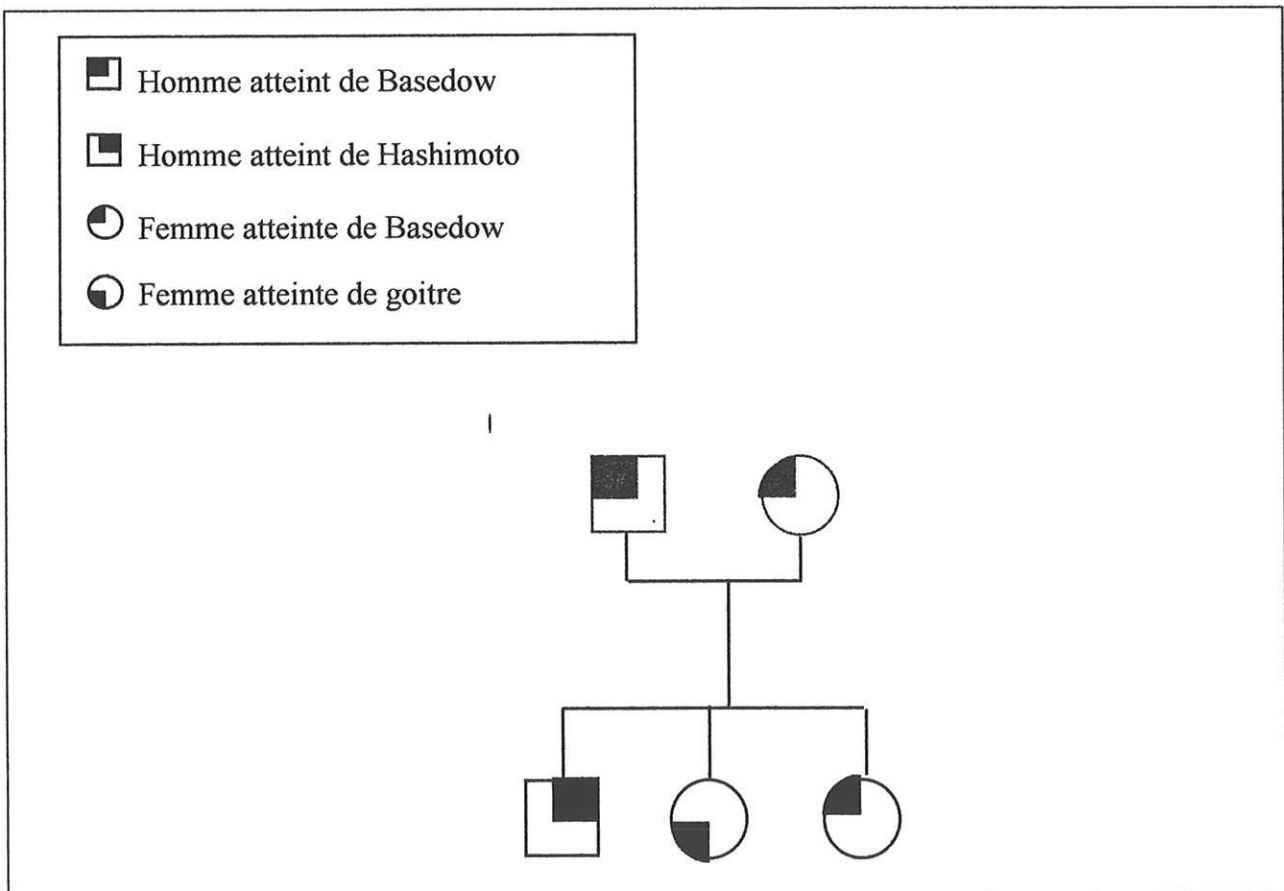 Homme atteint de Basedow
Homme atteint de Hashimoto
Femme atteinte de Basedow
Femme atteinte de goitre